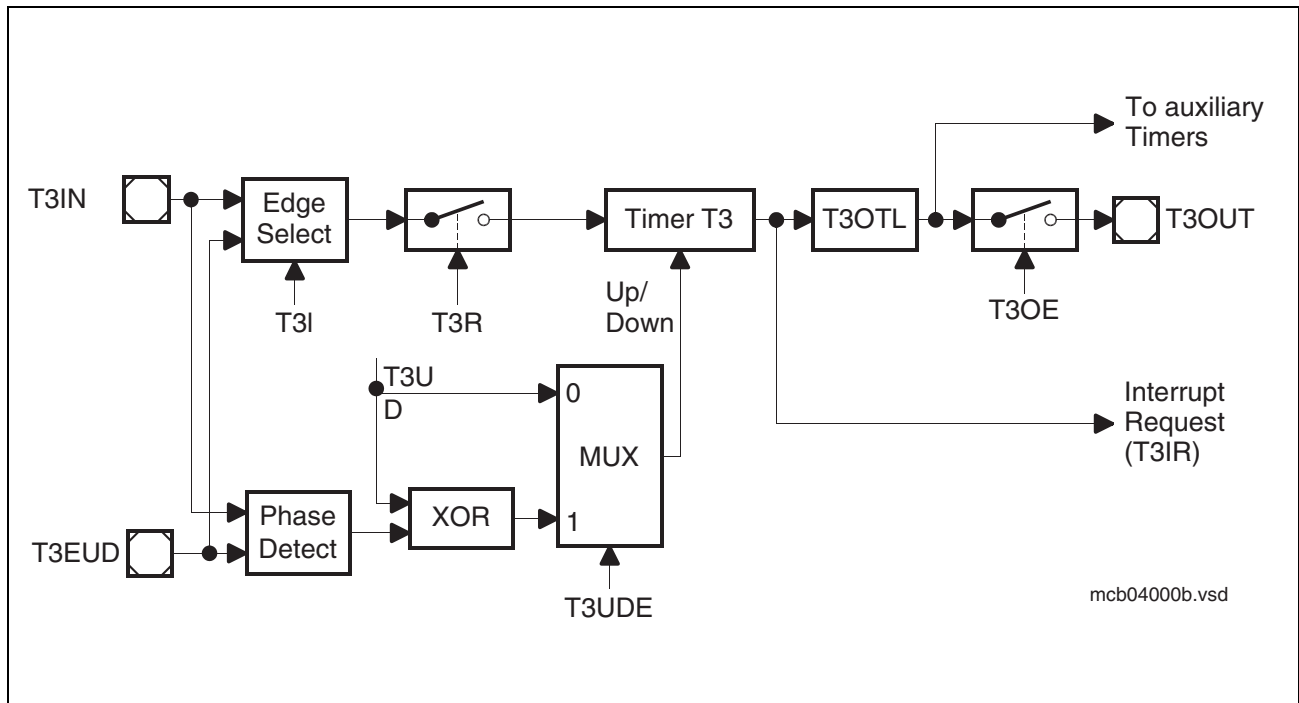 To auxiliary
Timers
T3IN
Edge
Select
Timer T3
T3OTL
T3OUT
T3I
T3R
Up/
Down
T3OE
T3U
D
0
MUX
1
Interrupt
Request
(T3IR)
Phase
Detect
XOR
T3EUD
T3UDE
mcb04000b.vsd